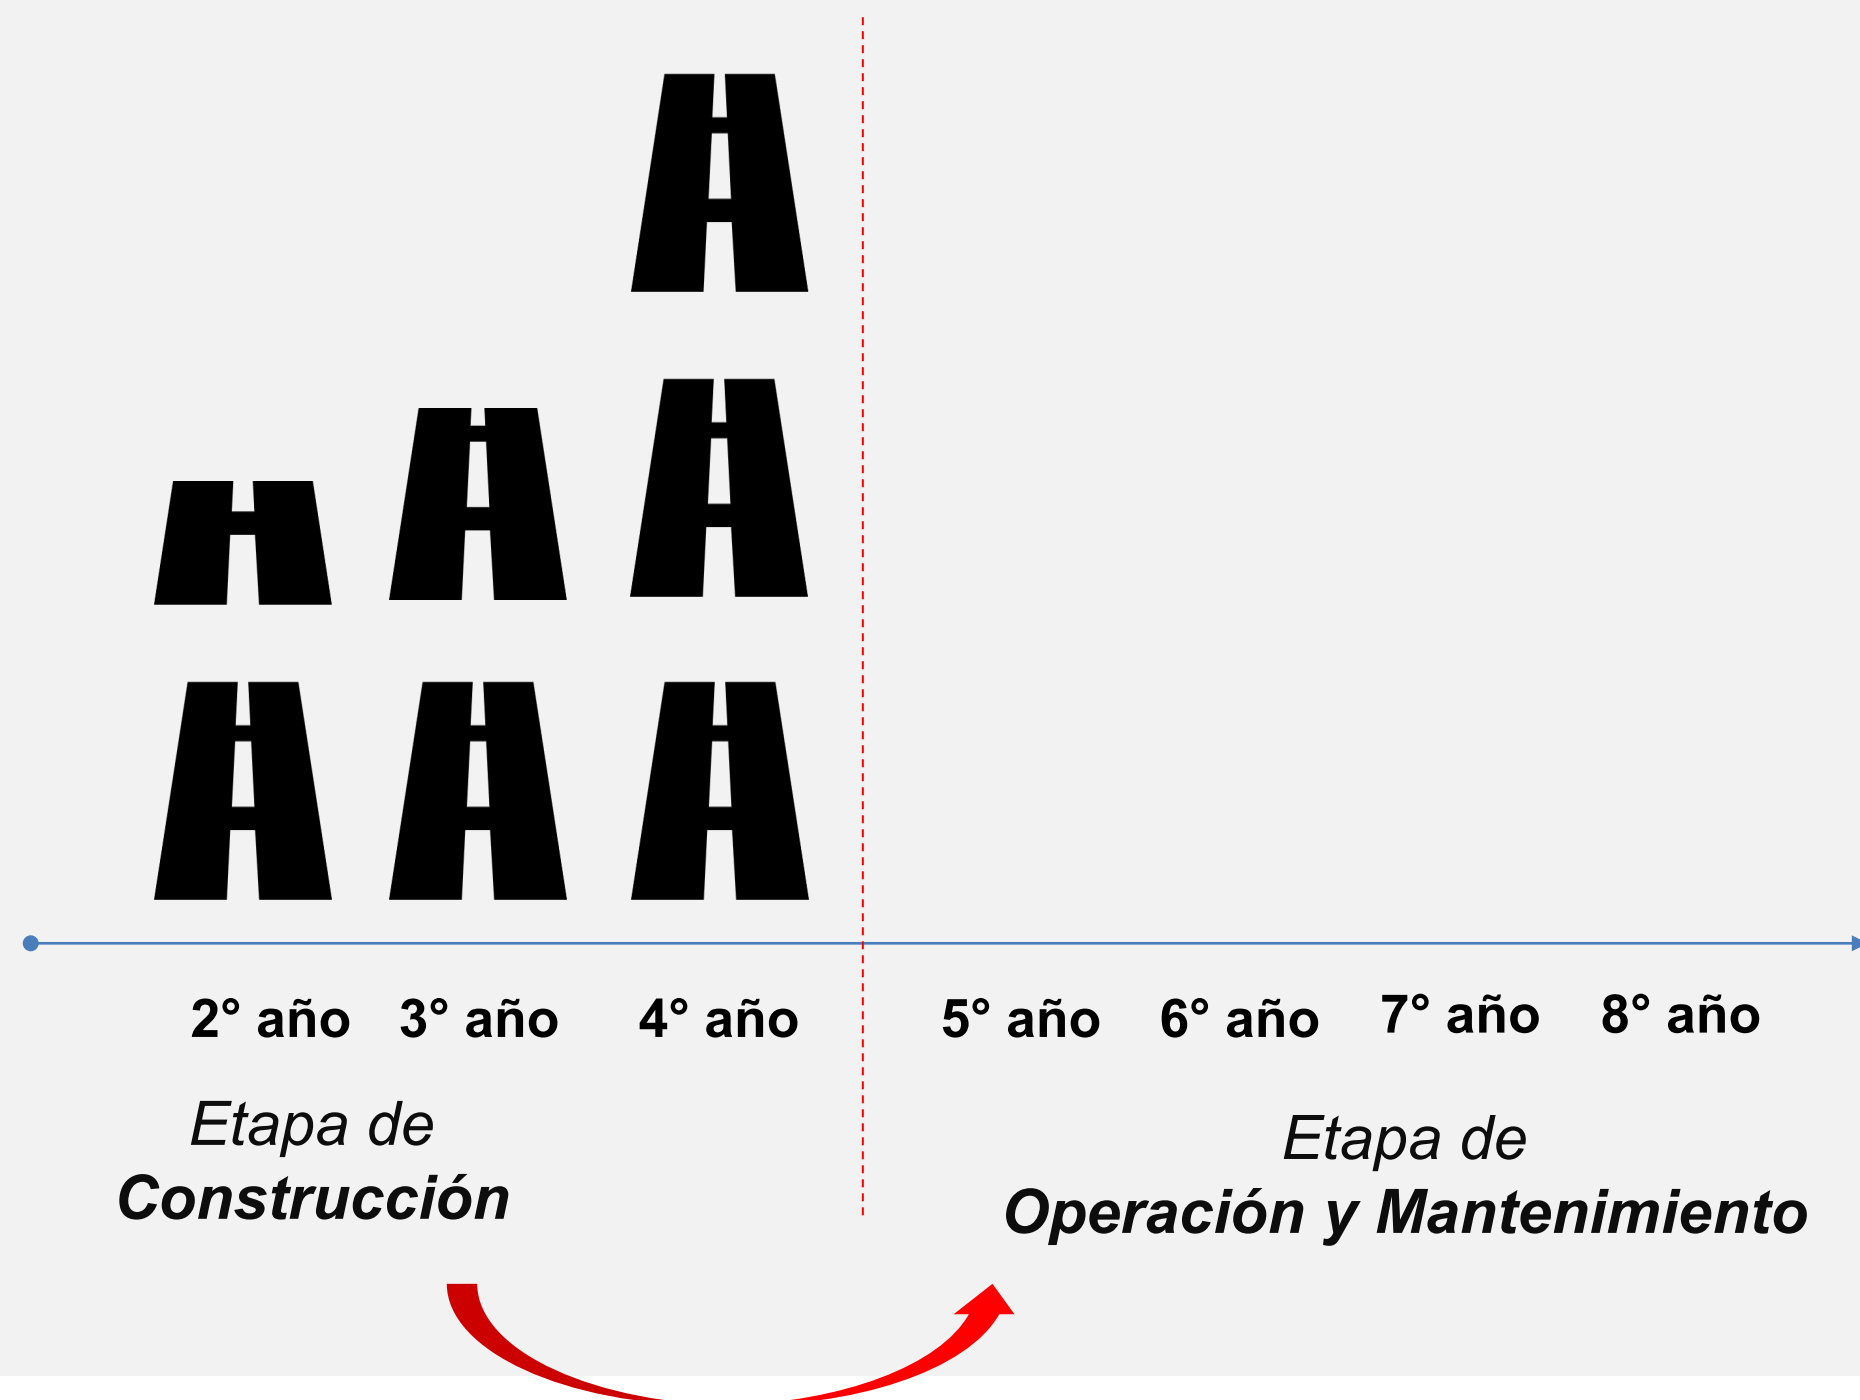 2° año 3° año 4° año 5° año 6° año 7° año 8° año
Etapa de
Construcción
Etapa de
Operación y Mantenimiento